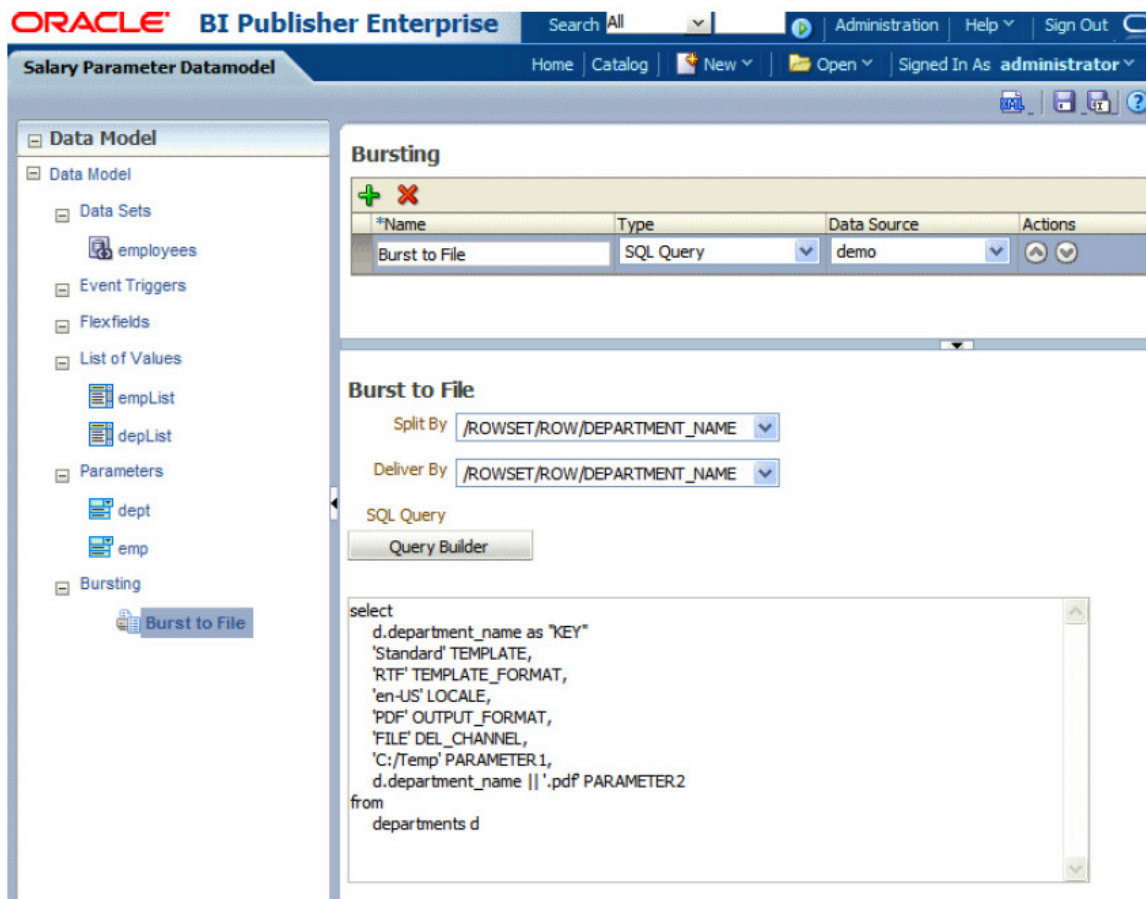 ORACLE BI Publisher Enterprise Search All Administration Help Sign Out
Salary Parameter Datamodel Home Catalog New Open Signed In As administrator
XML
Data Model
Data Model
Data Sets
employees
Event Triggers
Flexfields
List of Values
empList
depList
Parameters
dept
emp
Bursting
Burst to File
Bursting
*Name Type Data Source Actions
Burst to File SQL Query demo
Burst to File
Split By /ROWSET/ROW/DEPARTMENT_NAME
Deliver By /ROWSET/ROW/DEPARTMENT_NAME
SQL Query
Query Builder
select
d.department_name as "KEY"
'Standard' TEMPLATE,
'RTF' TEMPLATE_FORMAT,
'en-US' LOCALE,
'PDF' OUTPUT_FORMAT,
'FILE' DEL_CHANNEL,
'C:/Temp' PARAMETER1,
d.department_name || '.pdf' PARAMETER2
from
departments d